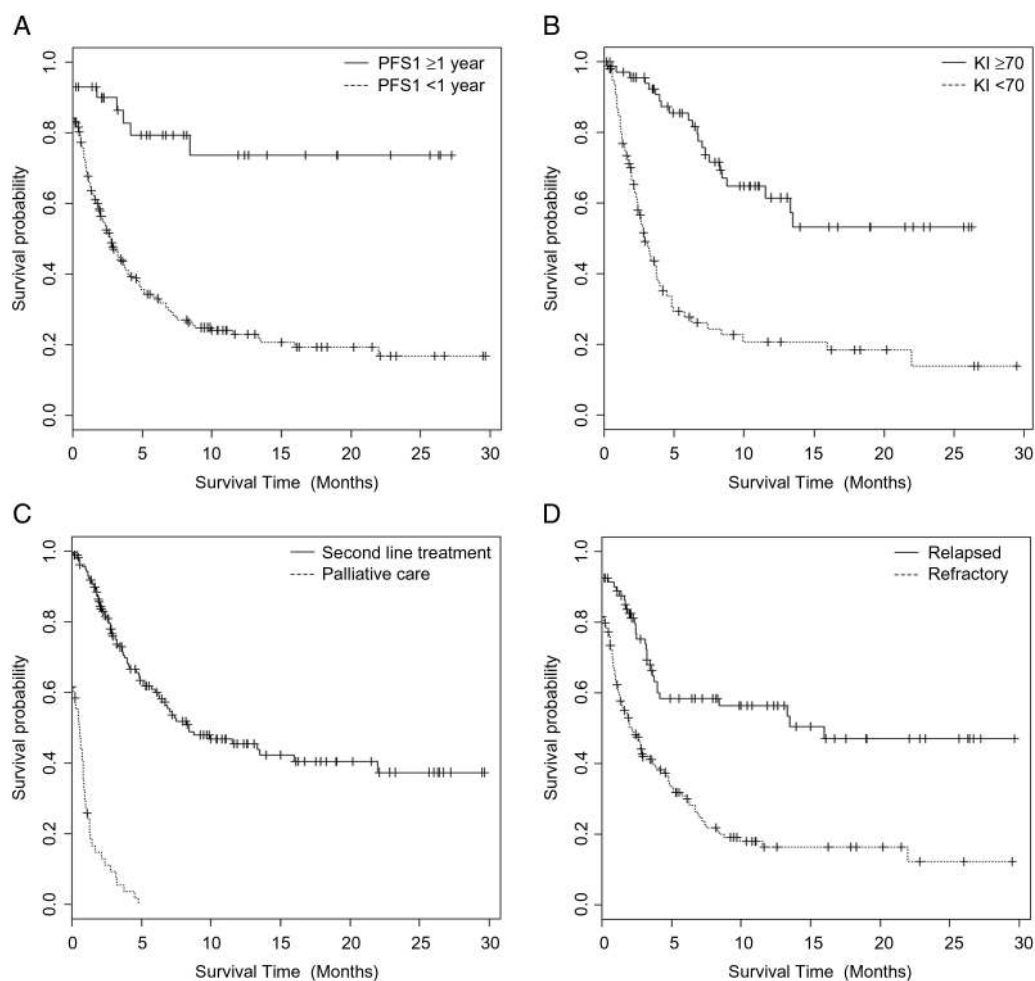 A
PFS1 ≥1 year
PFS1 <1 year
Survival probability
1.0
0.8
0.6
0.4
0.2
0.0
0 5 10 15 20 25 30
Survival Time (Months)
B
KI ≥70
KI <70
Survival probability
1.0
0.8
0.6
0.4
0.2
0.0
0 5 10 15 20 25 30
Survival Time (Months)
C
Second line treatment
Palliative care
Survival probability
1.0
0.8
0.6
0.4
0.2
0.0
0 5 10 15 20 25 30
Survival Time (Months)
D
Relapsed
Refractory
Survival probability
1.0
0.8
0.6
0.4
0.2
0.0
0 5 10 15 20 25 30
Survival Time (Months)